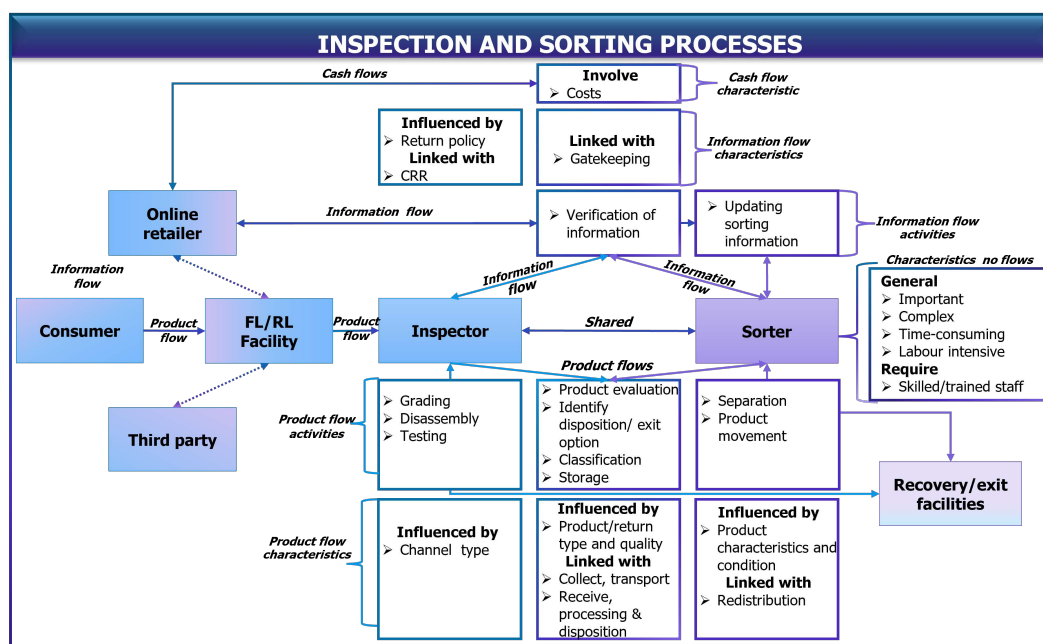 INSPECTION AND SORTING PROCESSES
Cash flows
Involve
Costs
Cash flow
characteristic
Influenced by
Return policy
Linked with
CRR
Linked with
Gatekeeping
Information flow
characteristics
Online
retailer
Information flow
Verification of
information
Updating
sorting
information
Information flow
activities
Information
flow
Information
flow
Information
flow
Characteristics no flows
General
Important
Complex
Time-consuming
Labour intensive
Require
Skilled/trained staff
Consumer
Product
flow
FL/RL
Facility
Product
flow
Inspector
Shared
Sorter
Product flows
Third party
Product flow
activities
Grading
Disassembly
Testing
Product evaluation
Identify
disposition/ exit
option
Classification
Storage
Separation
Product
movement
Recovery/exit
facilities
Product flow
characteristics
Influenced by
Channel type
Influenced by
Product/return
type and quality
Linked with
Collect, transport
Receive,
processing &
disposition
Influenced by
Product
characteristics and
condition
Linked with
Redistribution